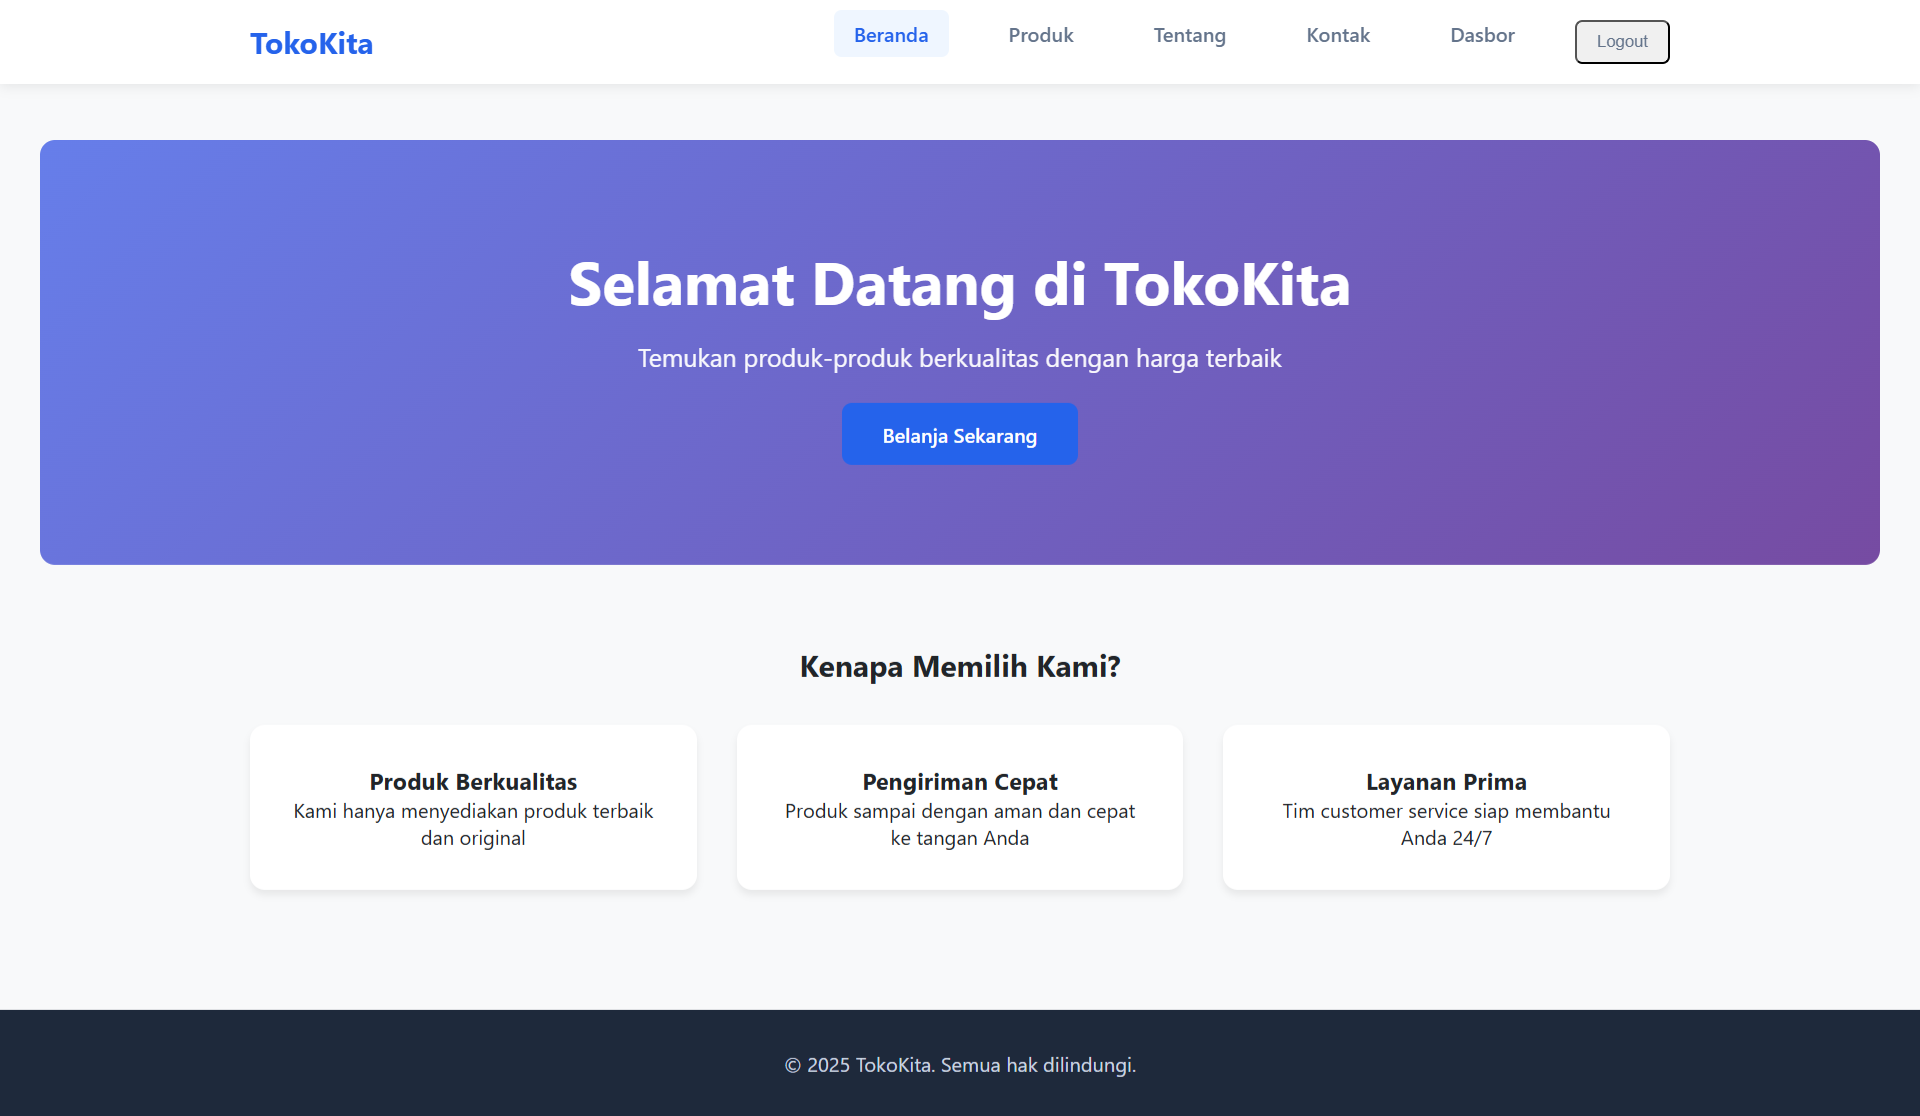 TokoKita
Beranda
Produk
Tentang
Kontak
Dasbor
Logout
Selamat Datang di TokoKita
Temukan produk-produk berkualitas dengan harga terbaik
Belanja Sekarang
Kenapa Memilih Kami?
Produk Berkualitas
Kami hanya menyediakan produk terbaik
dan original
Pengiriman Cepat
Produk sampai dengan aman dan cepat
ke tangan Anda
Layanan Prima
Tim customer service siap membantu
Anda 24/7
© 2025 TokoKita. Semua hak dilindungi.